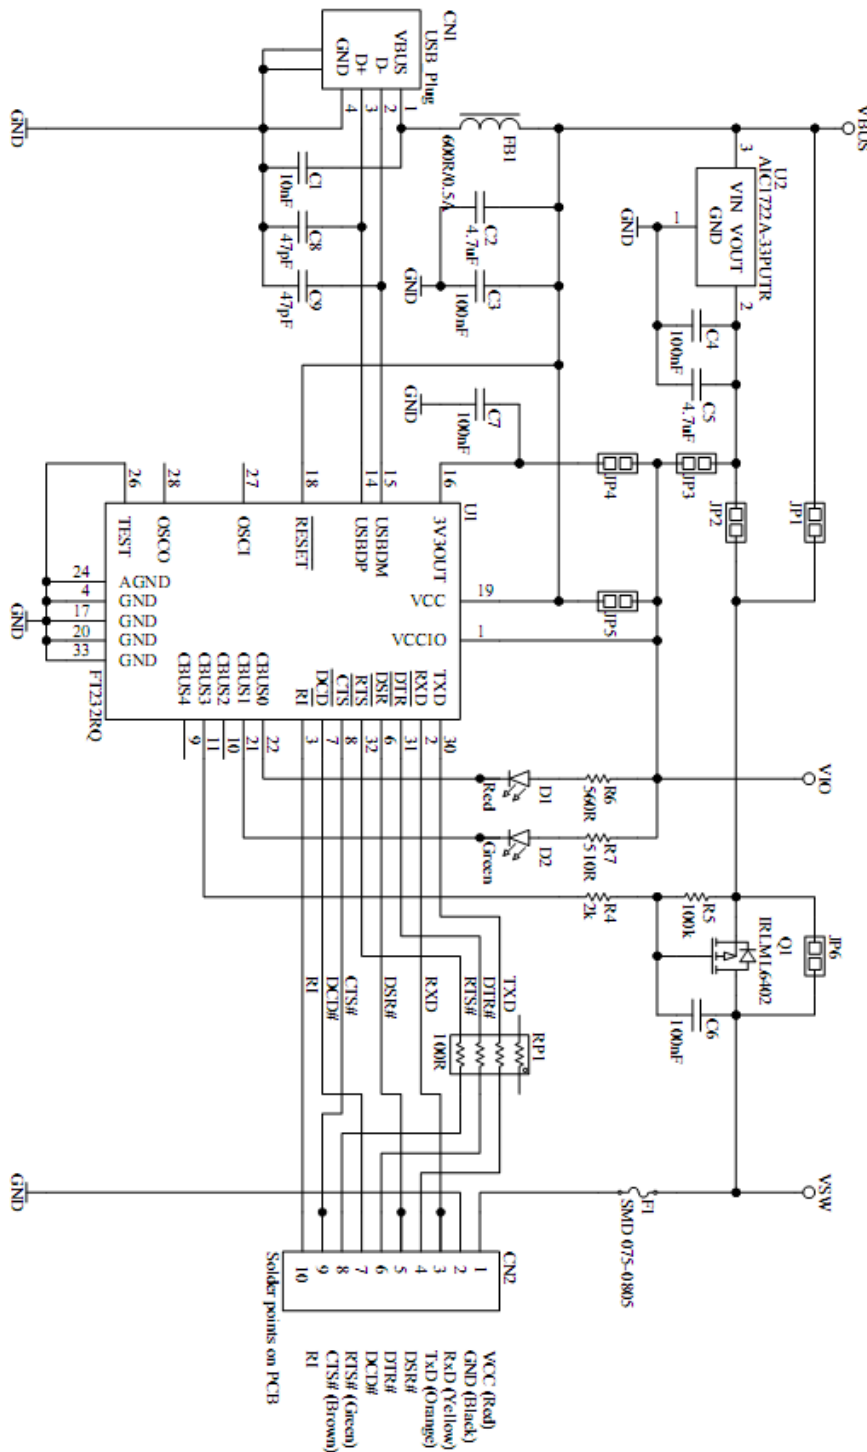 CN1
USB Plug
VBUS
D-
D+
GND
1
2
3
4
GND
C1
10nF
C8
47pF
C9
47pF
FB1
600R/0.5A
C2
4.7uF
C3
100nF
GND
VBUS
U2
AIC1722A-33PUTR
VIN VOUT
GND
3
1
2
GND
C4
100nF
C5
4.7uF
C7
100nF
GND
JP4
JP3
JP2
JP1
JP5
U1
26
28
27
18
14
15
16
TEST
OSCO
OSCI
RESET
USBDP
USBDM
3V3OUT
24
AGND
4
GND
17
GND
20
GND
33
GND
GND
VCC
19
VCCIO
1
CBUS4
CBUS3
CBUS2
CBUS1
CBUS0
RI
DCD
CTS
RTS
DSR
DTR
RXD
TXD
9
11
10
21
22
3
7
8
32
6
31
2
30
FT232RQ
Red
D1
R6
560R
VIO
Green
D2
R7
510R
R4
2k
R5
100k
Q1
IRLML6402
JP6
C6
100nF
RI
DCD#
CTS#
DSR#
RXD
RTS#
DTR#
TXD
RP1
100R
GND
F1
SMD 075-0805
VSW
CN2
1
2
3
4
5
6
7
8
9
10
Solder points on PCB
VCC (Red)
GND (Black)
RxD (Yellow)
TxD (Orange)
DSR#
DTR#
DCD#
RTS# (Green)
CTS# (Brown)
RI